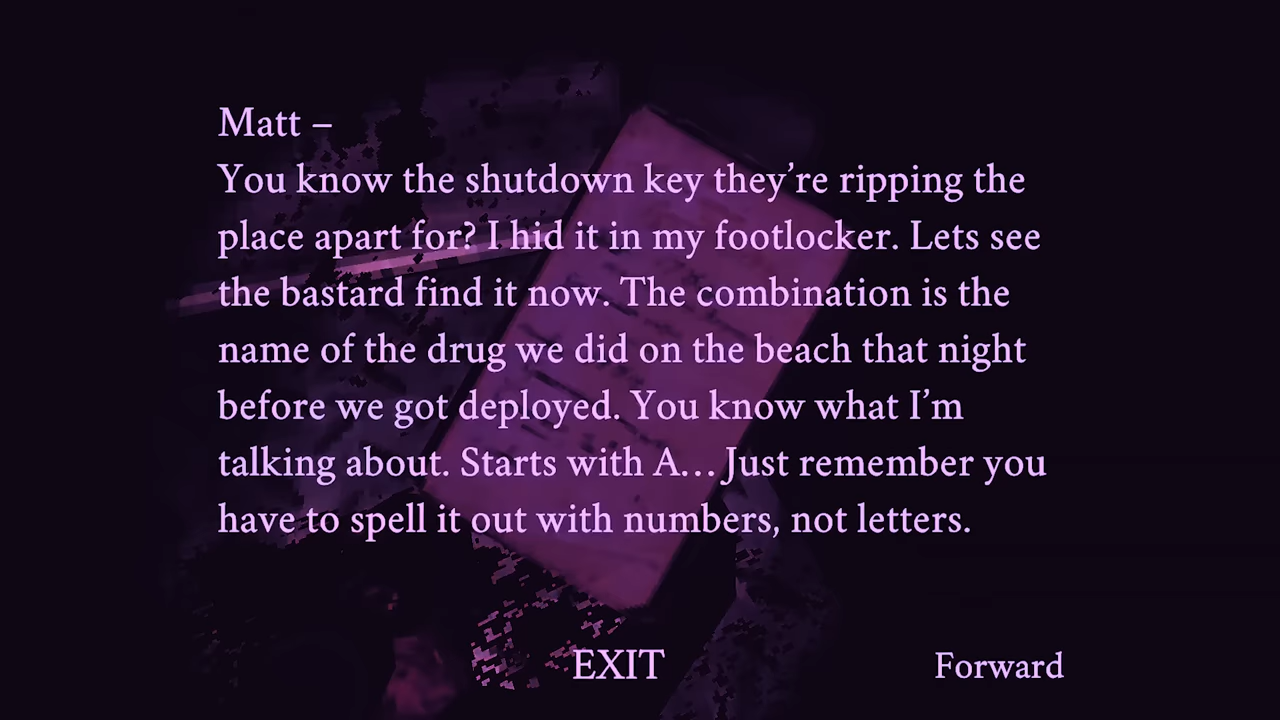 Matt –
You know the shutdown key they’re ripping the
place apart for? I hid it in my footlocker. Lets see
the bastard find it now. The combination is the
name of the drug we did on the beach that night
before we got deployed. You know what I’m
talking about. Starts with A… Just remember you
have to spell it out with numbers, not letters.
EXIT
Forward